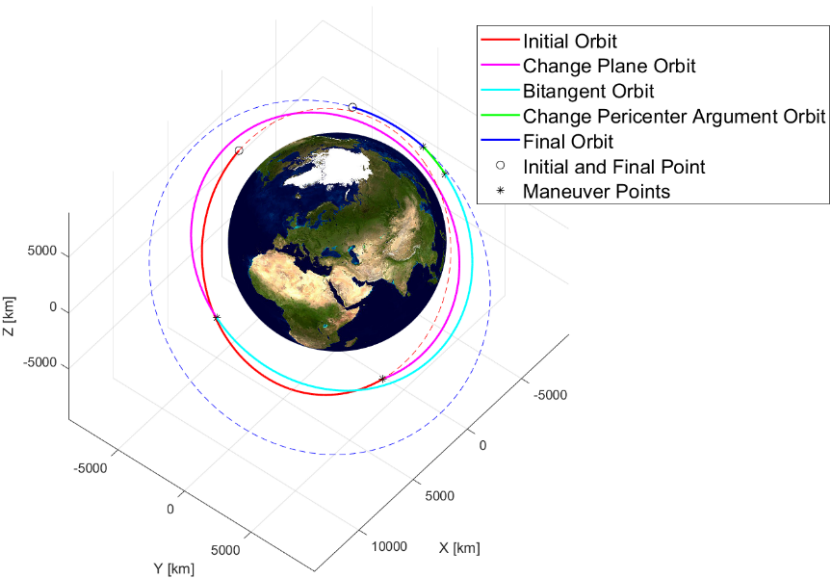 Initial Orbit
Change Plane Orbit
Bitangent Orbit
Change Pericenter Argument Orbit
Final Orbit
Initial and Final Point
Maneuver Points
5000
0
-5000
Z [km]
-5000
0
5000
Y [km]
-5000
0
5000
10000
X [km]